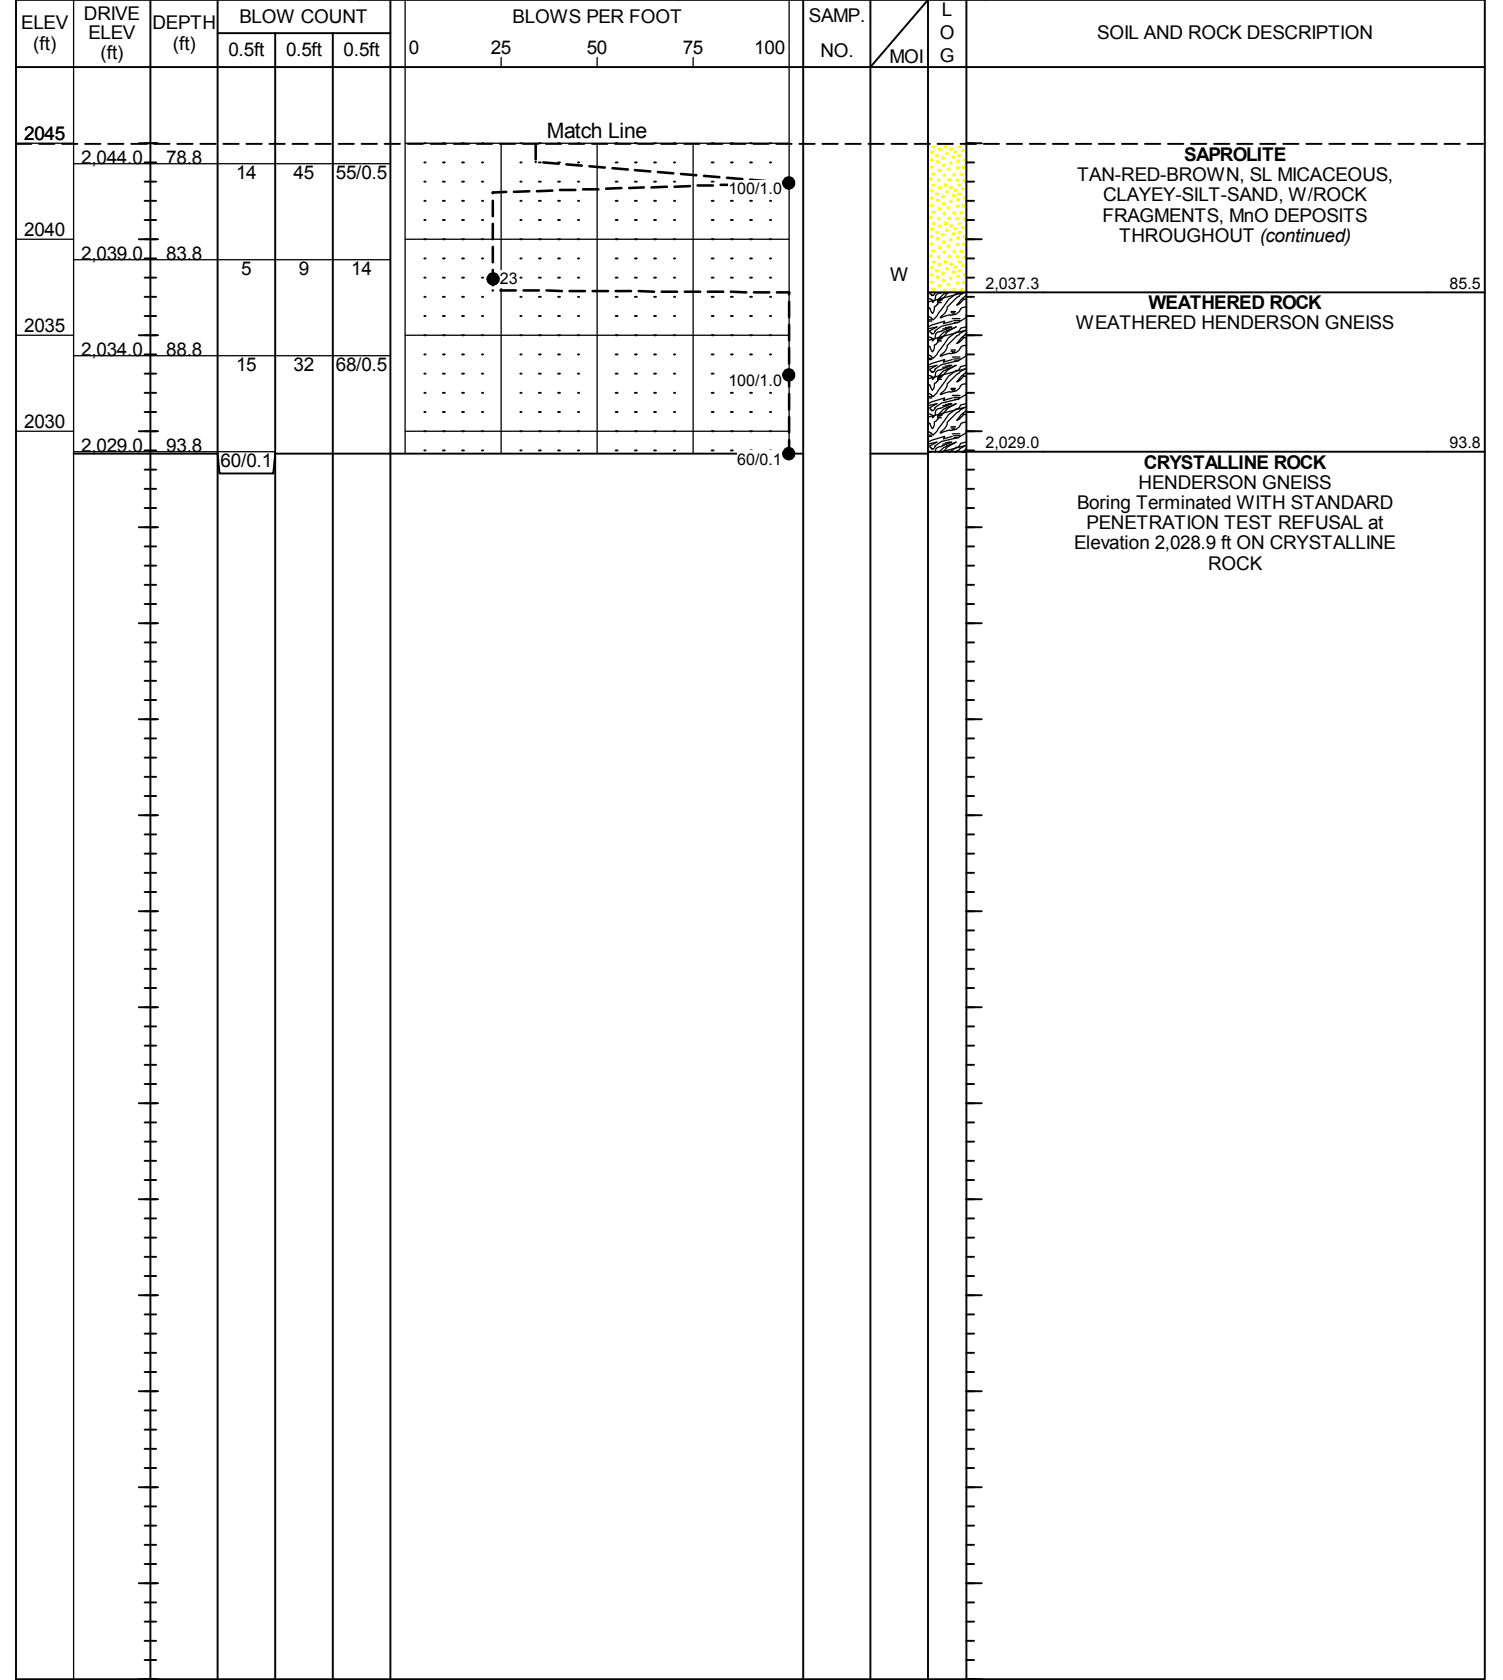 ELEV (ft) DRIVE ELEV (ft) DEPTH (ft) BLOW COUNT BLOWS PER FOOT SAMP. NO. MOI LOG SOIL AND ROCK DESCRIPTION
0.5ft 0.5ft 0.5ft 0 25 50 75 100
2045 Match Line
2,044.0 78.8 SAPROLITE
14 45 55/0.5 100/1.0 TAN-RED-BROWN, SL MICACEOUS,
CLAYEY-SILT-SAND, W/ROCK
FRAGMENTS, MnO DEPOSITS
2040 THROUGHOUT (continued)
2,039.0 83.8
5 9 14 23 W
2,037.3 85.5
WEATHERED ROCK
2035 WEATHERED HENDERSON GNEISS
2,034.0 88.8
15 32 68/0.5 100/1.0
2030
2,029.0 93.8 2,029.0 93.8
60/0.1 60/0.1 CRYSTALLINE ROCK
HENDERSON GNEISS
Boring Terminated WITH STANDARD
PENETRATION TEST REFUSAL at
Elevation 2,028.9 ft ON CRYSTALLINE
ROCK